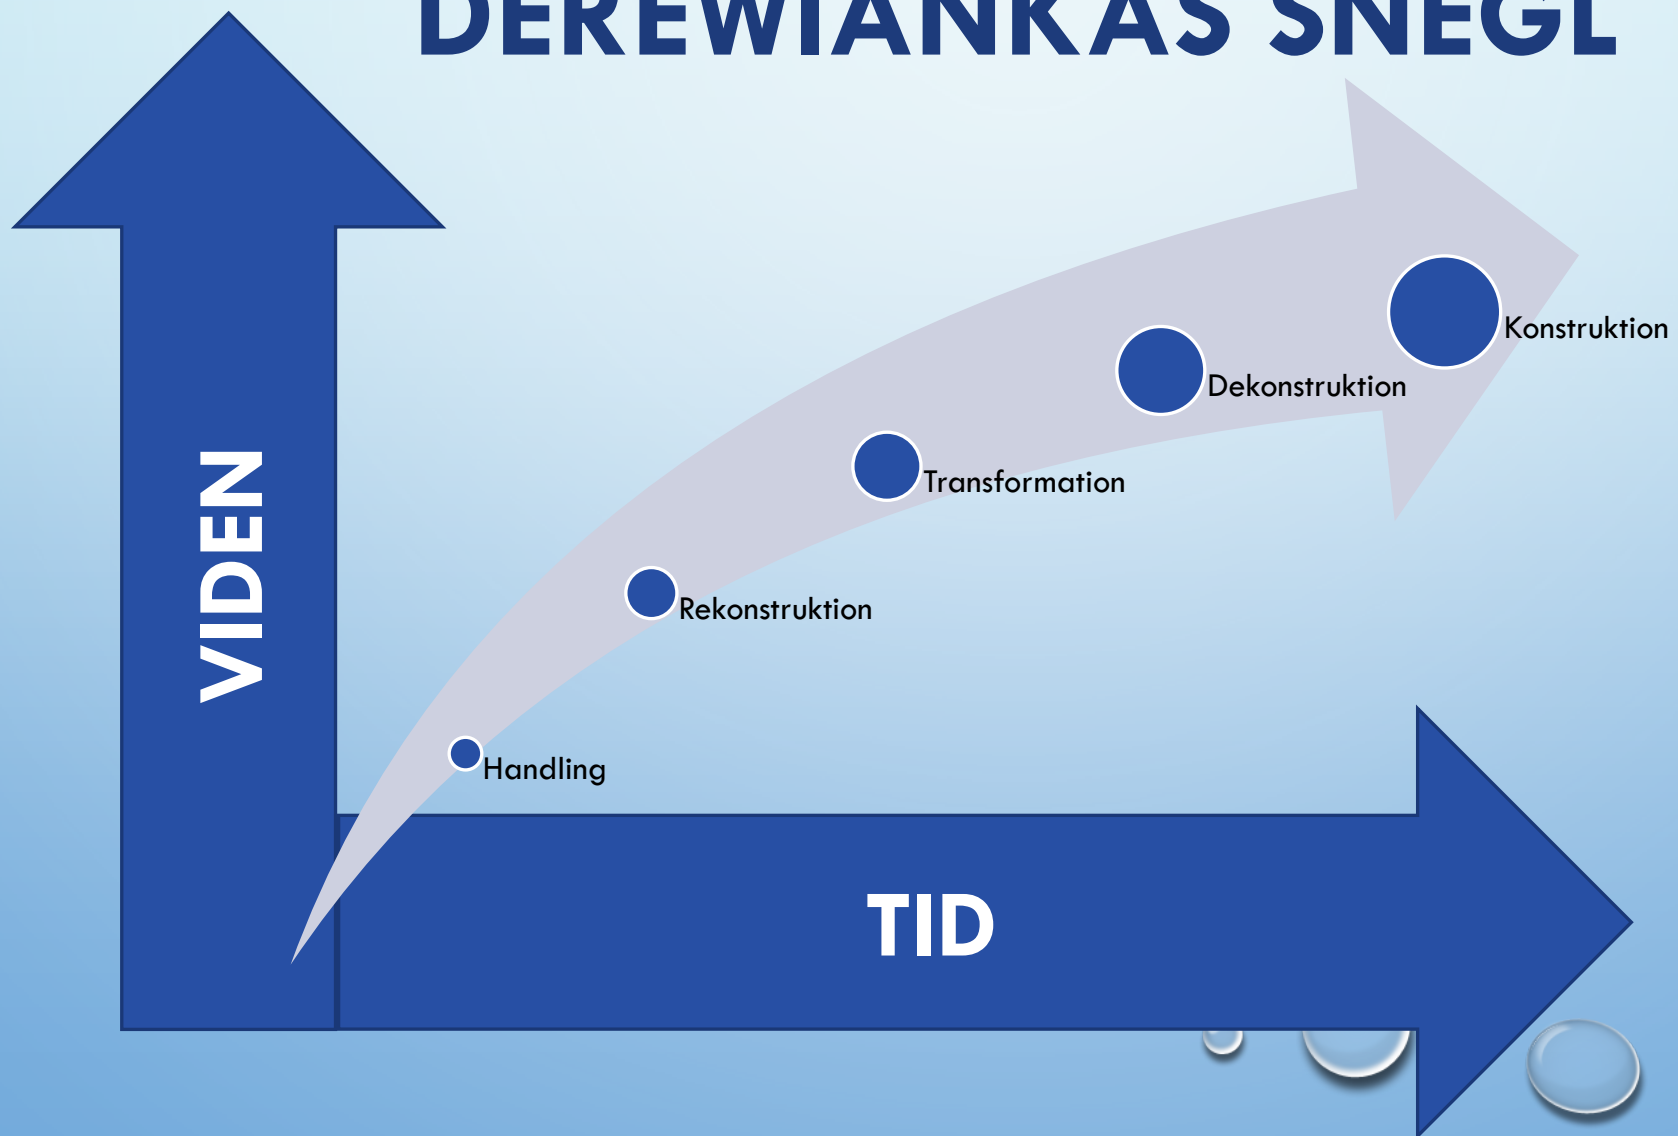 DEREWIANKAS SNEGL
Konstruktion
Dekonstruktion
Transformation
Rekonstruktion
Handling
VIDEN
TID